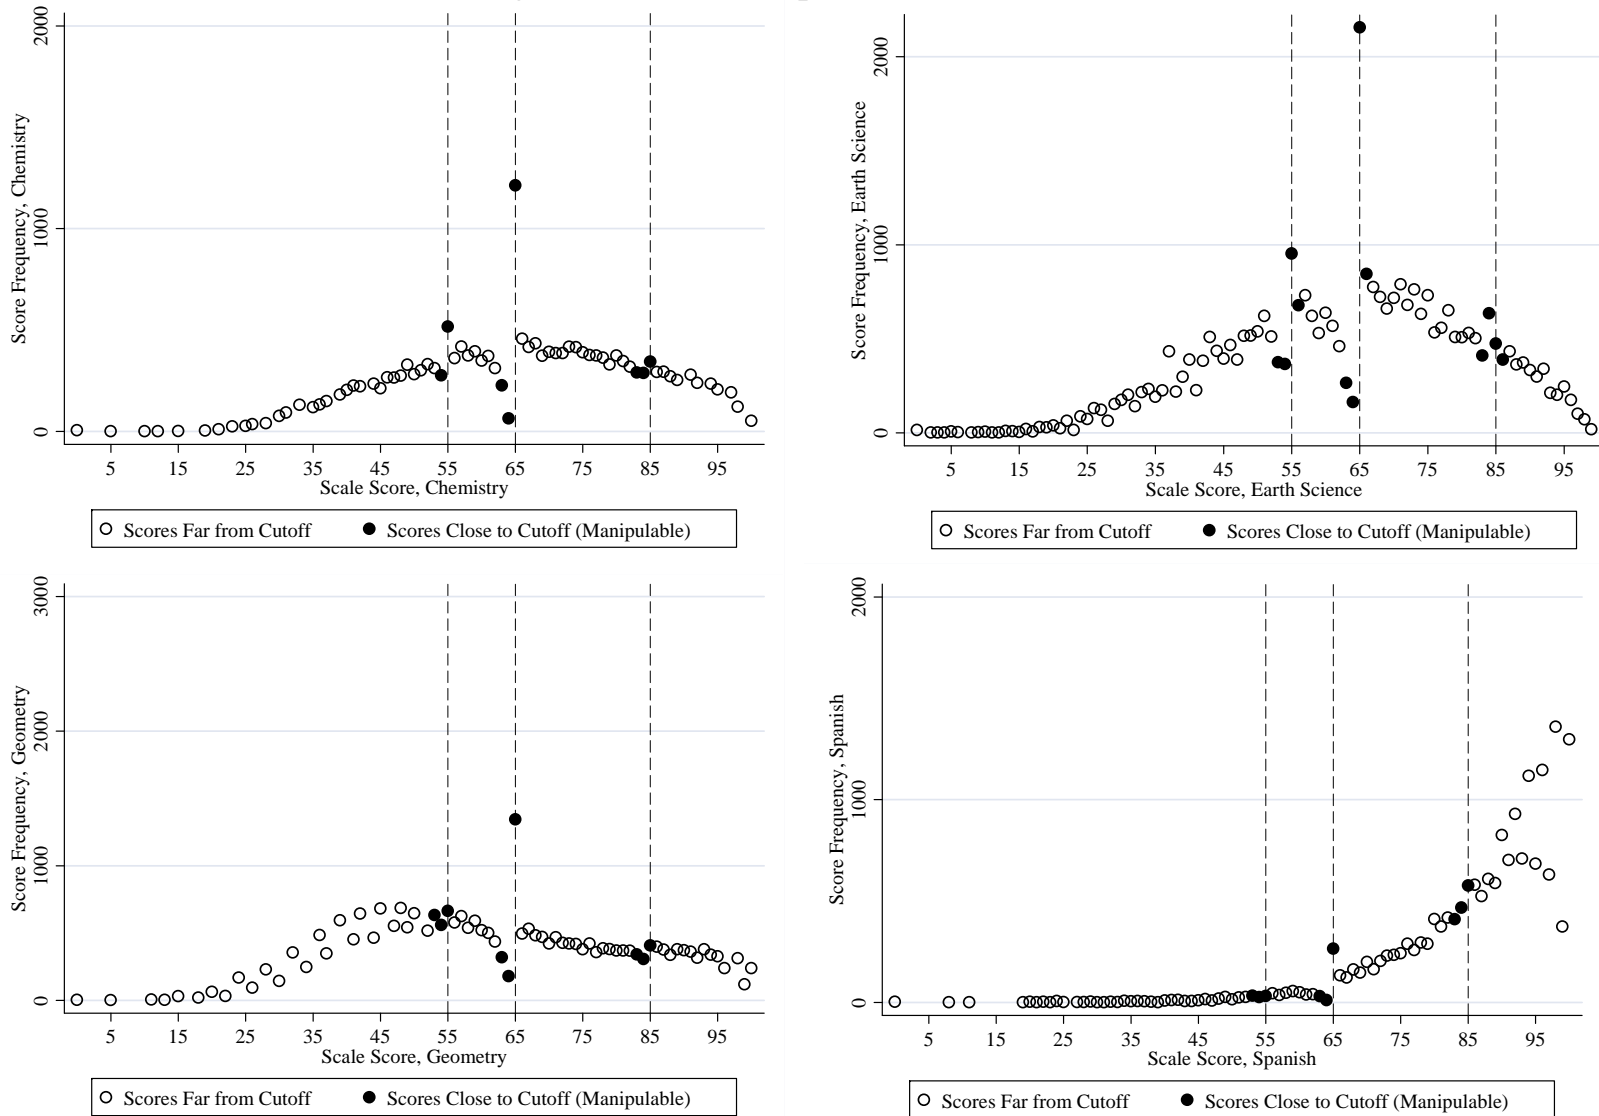 2000
1000
0
Score Frequency, Chemistry
5 15 25 35 45 55 65 75 85 95
Scale Score, Chemistry
Scores Far from Cutoff Scores Close to Cutoff (Manipulable)
2000
1000
0
Score Frequency, Earth Science
5 15 25 35 45 55 65 75 85 95
Scale Score, Earth Science
Scores Far from Cutoff Scores Close to Cutoff (Manipulable)
3000
2000
1000
0
Score Frequency, Geometry
5 15 25 35 45 55 65 75 85 95
Scale Score, Geometry
Scores Far from Cutoff Scores Close to Cutoff (Manipulable)
2000
1000
0
Score Frequency, Spanish
5 15 25 35 45 55 65 75 85 95
Scale Score, Spanish
Scores Far from Cutoff Scores Close to Cutoff (Manipulable)